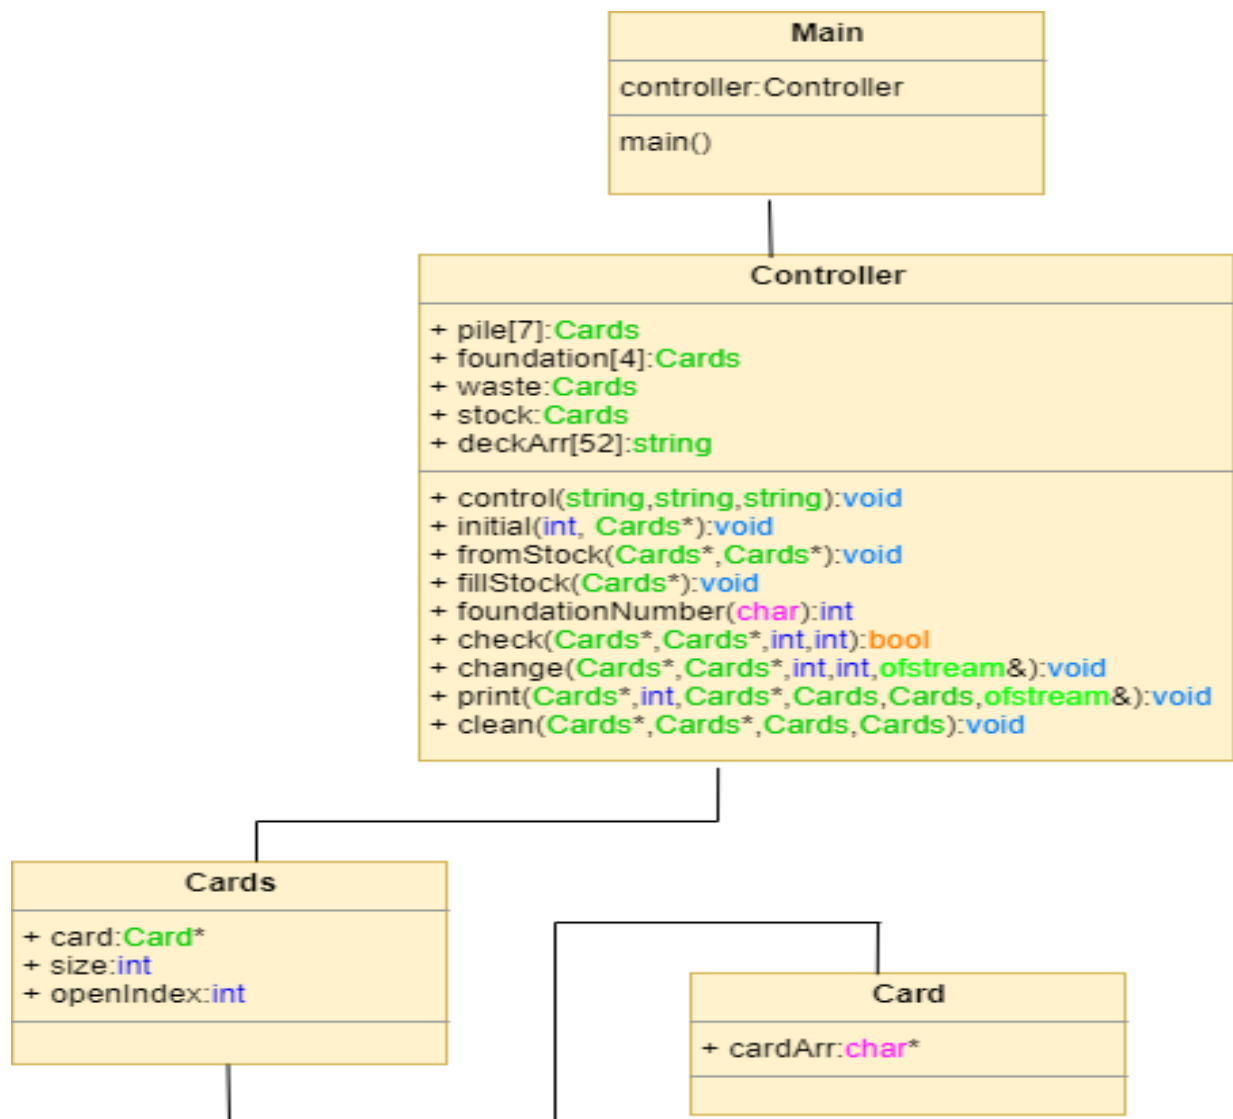 Main
controller:Controller
main()
Controller
+ pile[7]:Cards
+ foundation[4]:Cards
+ waste:Cards
+ stock:Cards
+ deckArr[52]:string
+ control(string,string,string):void
+ initial(int, Cards*):void
+ fromStock(Cards*,Cards*):void
+ fillStock(Cards*):void
+ foundationNumber(char):int
+ check(Cards*,Cards*,int,int):bool
+ change(Cards*,Cards*,int,int,ofstream&):void
+ print(Cards*,int,Cards*,Cards,Cards,ofstream&):void
+ clean(Cards*,Cards*,Cards,Cards):void
Cards
+ card:Card*
+ size:int
+ openIndex:int
Card
+ cardArr:char*